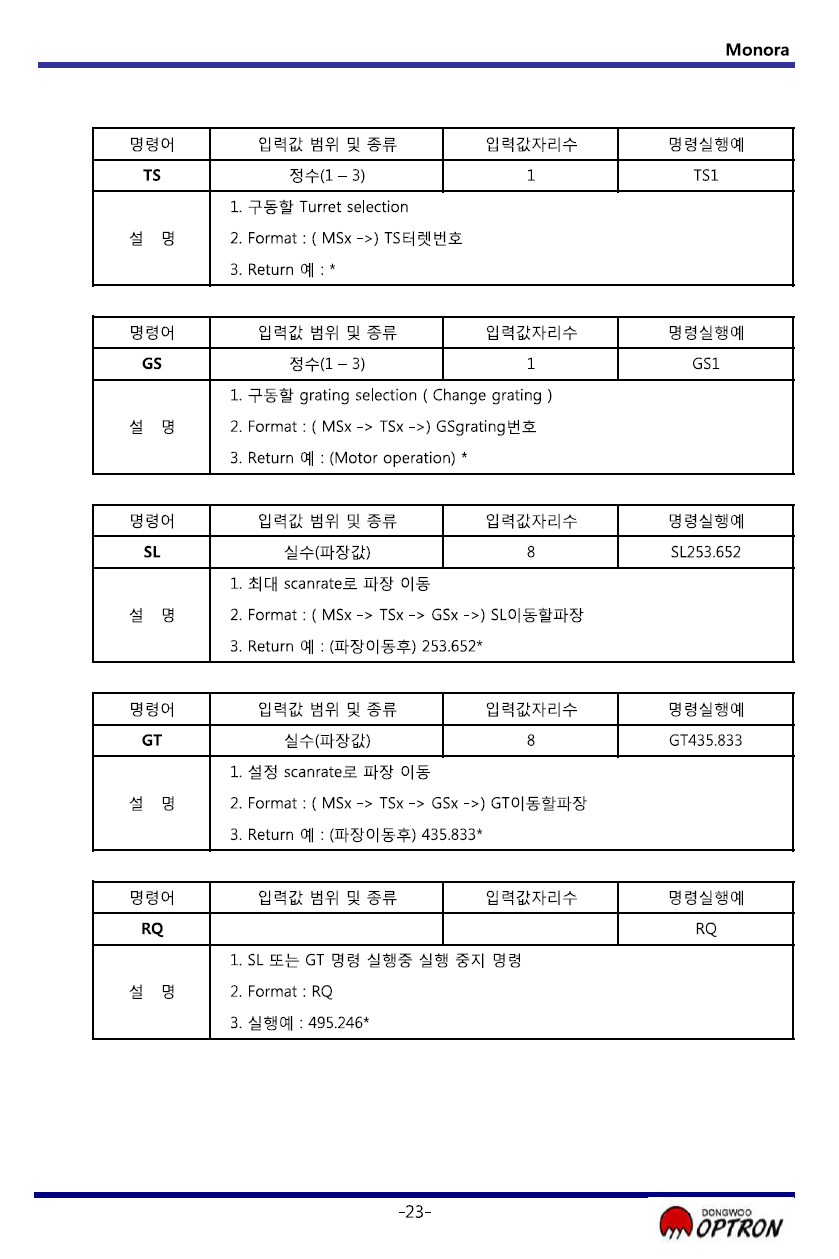 Monora
명령어 입력값 범위 및 종류 입력값자리수 명령실행예
TS 정수(1 – 3) 1 TS1
설 명
1. 구동할 Turret selection
2. Format : ( MSx ->) TS터렛번호
3. Return 예 : *
명령어 입력값 범위 및 종류 입력값자리수 명령실행예
GS 정수(1 – 3) 1 GS1
설 명
1. 구동할 grating selection ( Change grating )
2. Format : ( MSx -> TSx ->) GSgrating번호
3. Return 예 : (Motor operation) *
명령어 입력값 범위 및 종류 입력값자리수 명령실행예
SL 실수(파장값) 8 SL253.652
설 명
1. 최대 scanrate로 파장 이동
2. Format : ( MSx -> TSx -> GSx ->) SL이동할파장
3. Return 예 : (파장이동후) 253.652*
명령어 입력값 범위 및 종류 입력값자리수 명령실행예
GT 실수(파장값) 8 GT435.833
설 명
1. 설정 scanrate로 파장 이동
2. Format : ( MSx -> TSx -> GSx ->) GT이동할파장
3. Return 예 : (파장이동후) 435.833*
명령어 입력값 범위 및 종류 입력값자리수 명령실행예
RQ RQ
설 명
1. SL 또는 GT 명령 실행중 실행 중지 명령
2. Format : RQ
3. 실행예 : 495.246*
-23-
DONGWOO
OPTRON